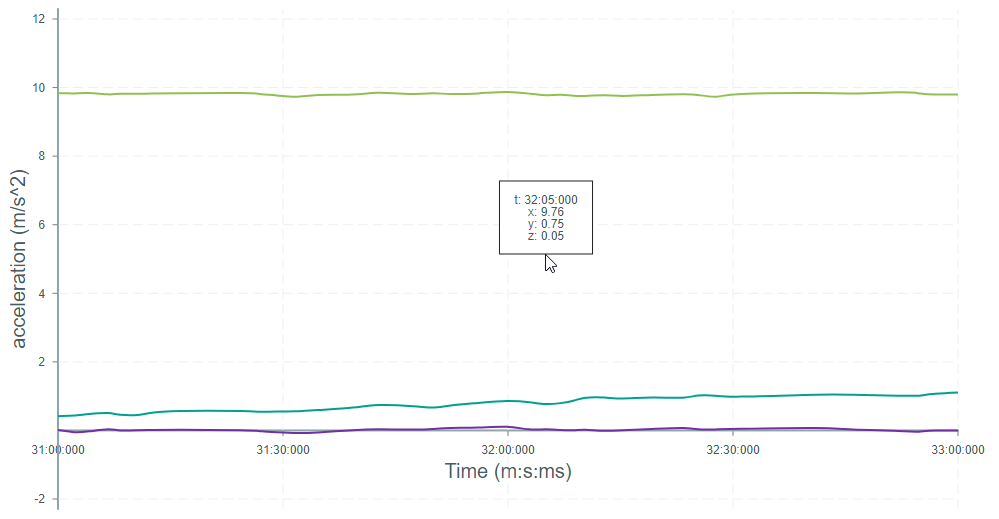 12
10
8
6
4
2
-2
acceleration (m/s^2)
t: 32:05:000
x: 9.76
y: 0.75
z: 0.05
31:00:000
31:30:000
32:00:000
32:30:000
33:00:000
Time (m:s:ms)